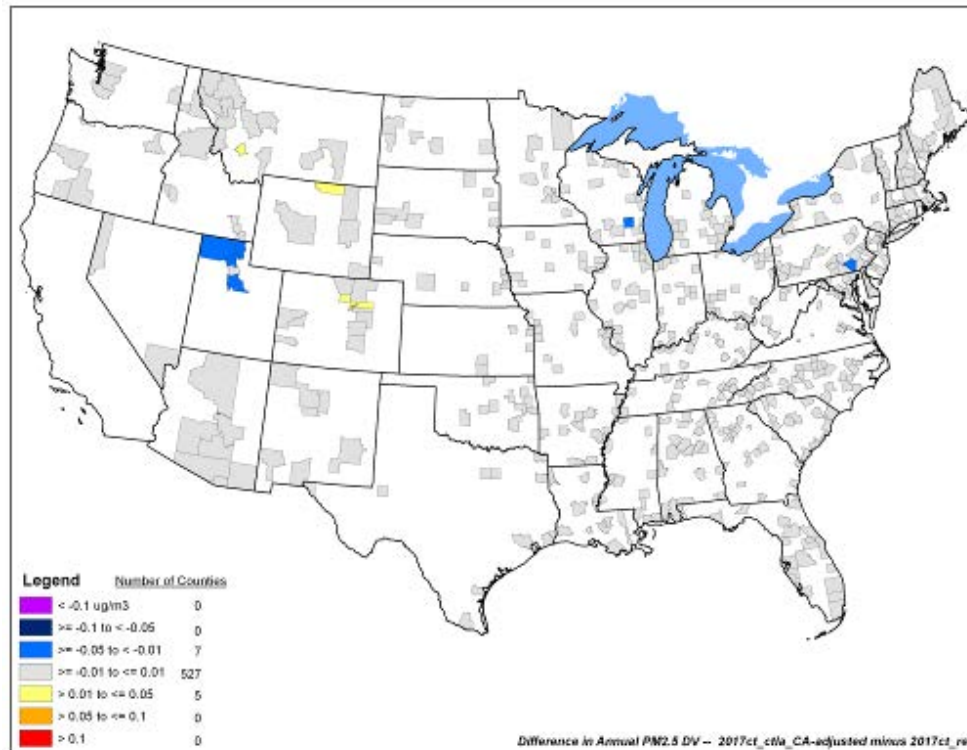 Legend Number of Counties
< -0.1 ug/m3 0
>= -0.1 to < -0.05 0
>= -0.05 to < -0.01 7
>= -0.01 to <= 0.01 527
> 0.01 to <= 0.05 5
> 0.05 to <= 0.1 0
> 0.1 0
Difference in Annual PM2.5 DV -- 2017ct_ctla_CA-adjusted minus 2017ct_re